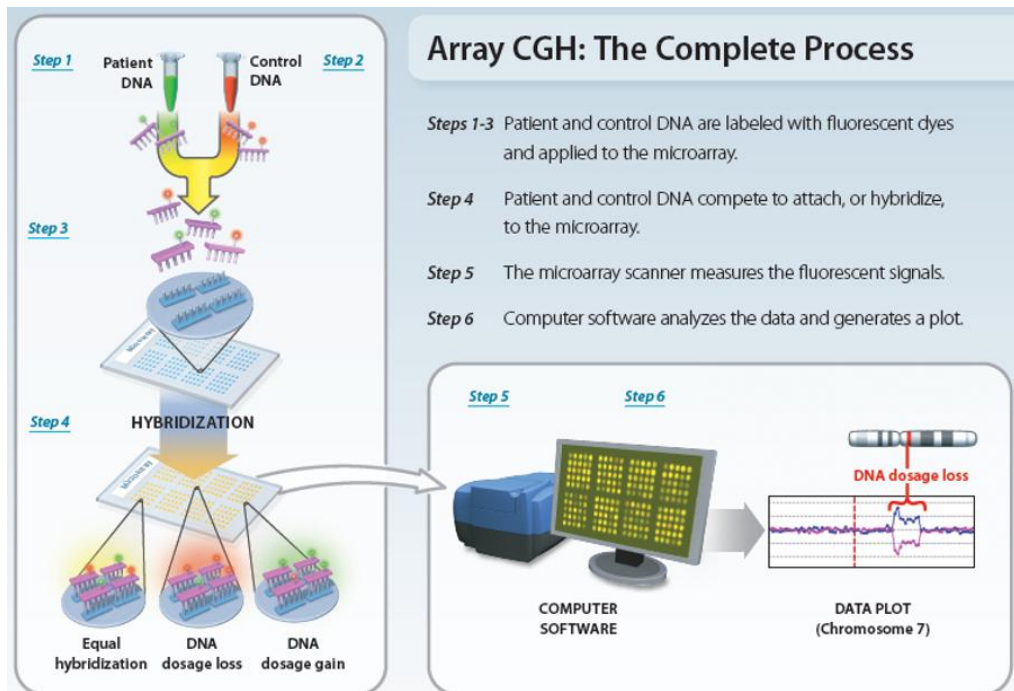 Array CGH: The Complete Process
Step 1
Patient
DNA
Control
DNA
Step 2
Step 3
MICROARRAY
HYBRIDIZATION
Step 4
MICROARRAY
Equal
hybridization
DNA
dosage loss
DNA
dosage gain
Steps 1-3 Patient and control DNA are labeled with fluorescent dyes
and applied to the microarray.
Step 4 Patient and control DNA compete to attach, or hybridize,
to the microarray.
Step 5 The microarray scanner measures the fluorescent signals.
Step 6 Computer software analyzes the data and generates a plot.
Step 5
Step 6
DNA dosage loss
COMPUTER
SOFTWARE
DATA PLOT
(Chromosome 7)